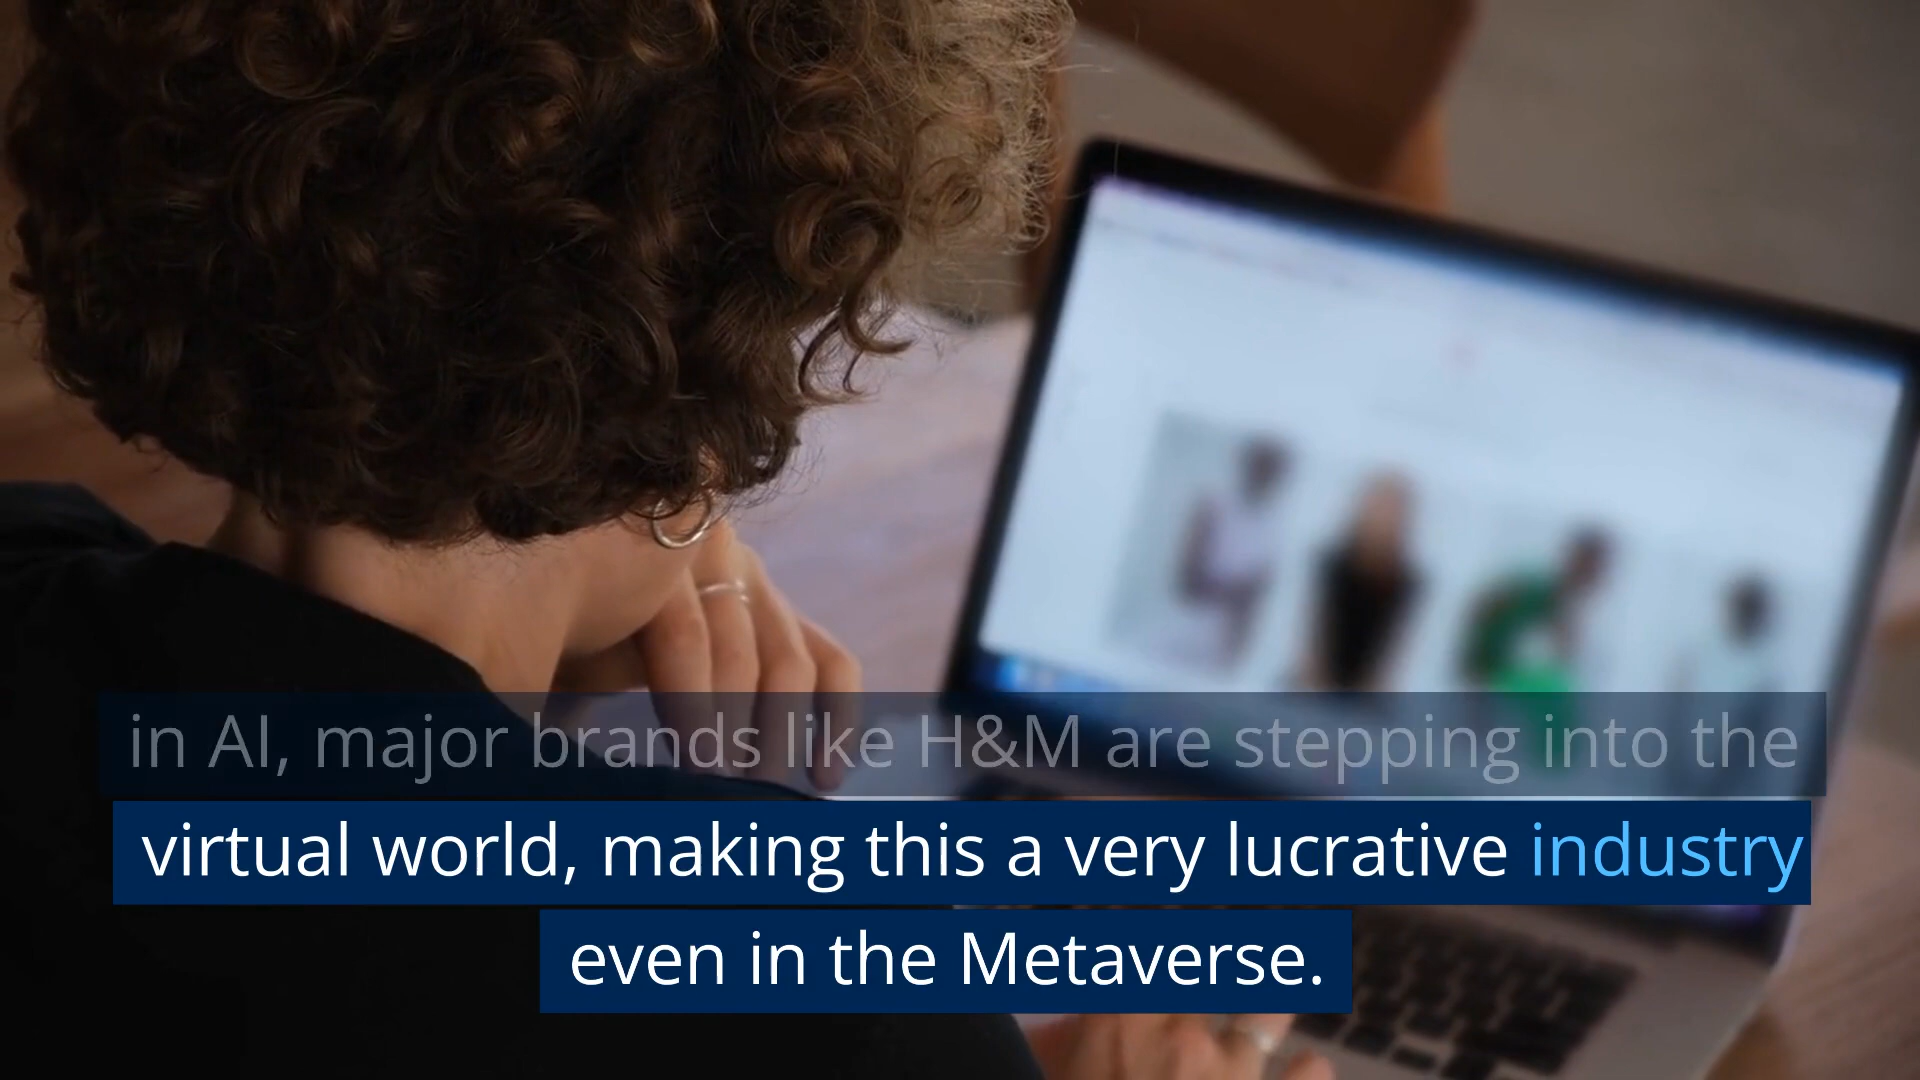 in AI, major brands like H&M are stepping into the
virtual world, making this a very lucrative industry
even in the Metaverse.